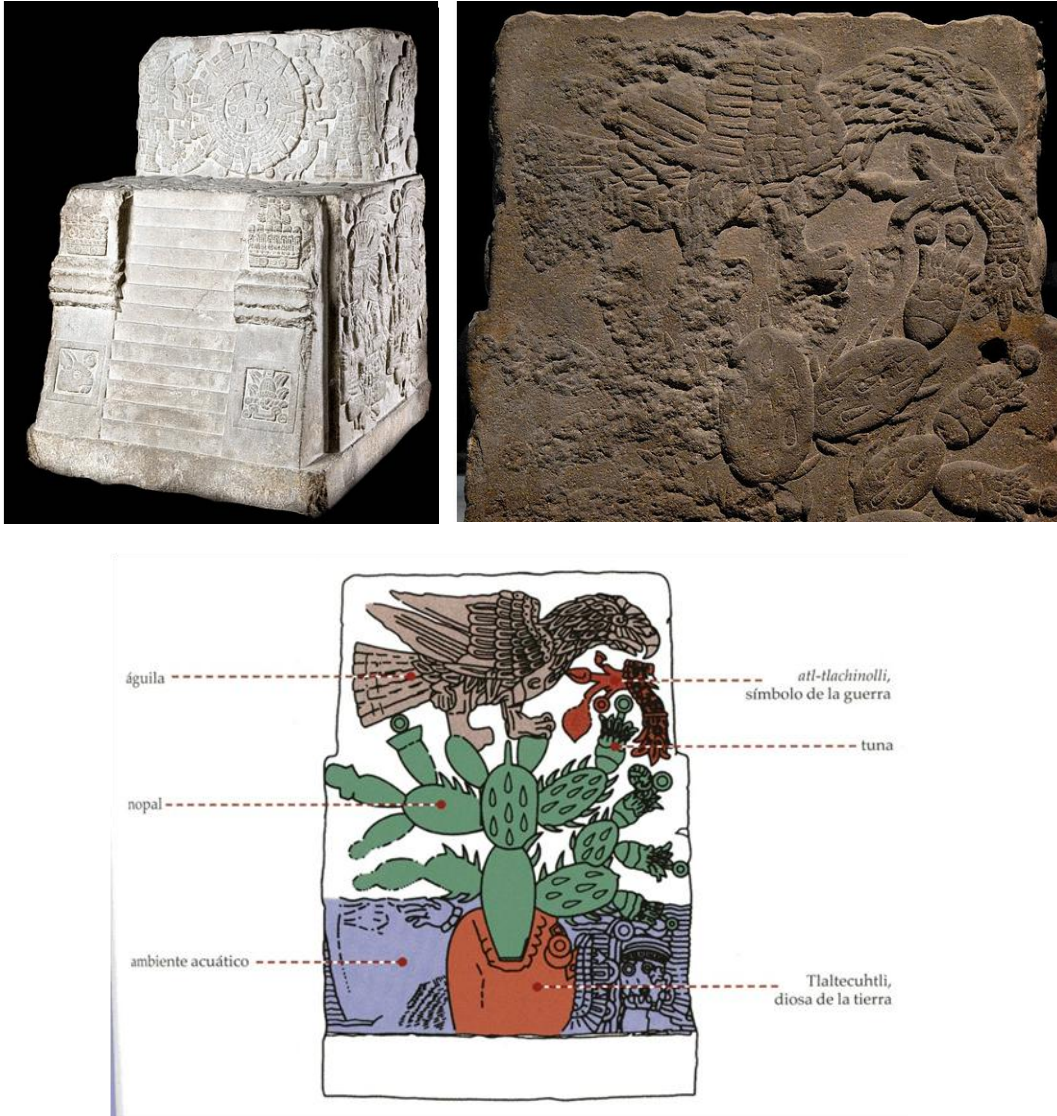 águila
atl-tlachinolli,
símbolo de la guerra
tuna
nopal
ambiente acuático
Tlaltecuhtli,
diosa de la tierra